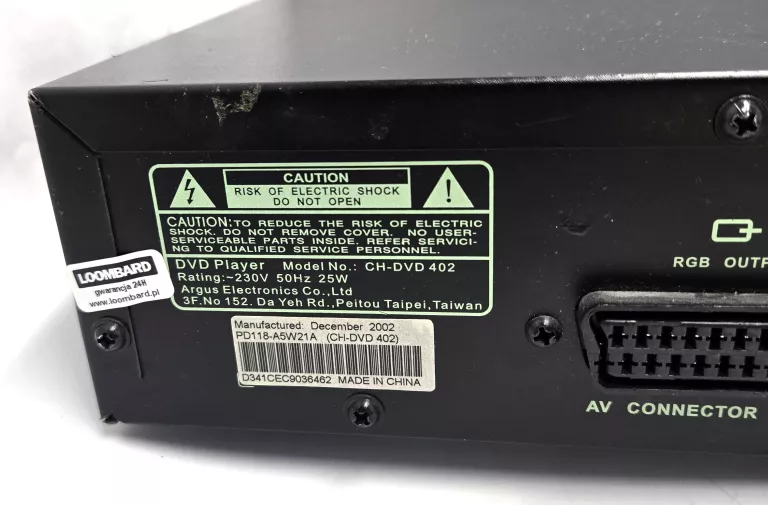 CAUTION
RISK OF ELECTRIC SHOCK
DO NOT OPEN
CAUTION: TO REDUCE THE RISK OF ELECTRIC
SHOCK. DO NOT REMOVE COVER. NO USER-
SERVICEABLE PARTS INSIDE. REFER SERVICI-
NG TO QUALIFIED SERVICE PERSONNEL.
DVD Player Model No.: CH-DVD 402
Rating:~230V 50Hz 25W
Argus Electronics Co.,Ltd
3F.No 152. Da Yeh Rd.,Peitou Taipei,Taiwan
LOOMBARD
gwarancja 24H
www.loombard.pl
Manufactured: December 2002
PD118-A5W21A (CH-DVD 402)
D341CEC9036462 MADE IN CHINA
RGB OUTP
AV CONNECTOR